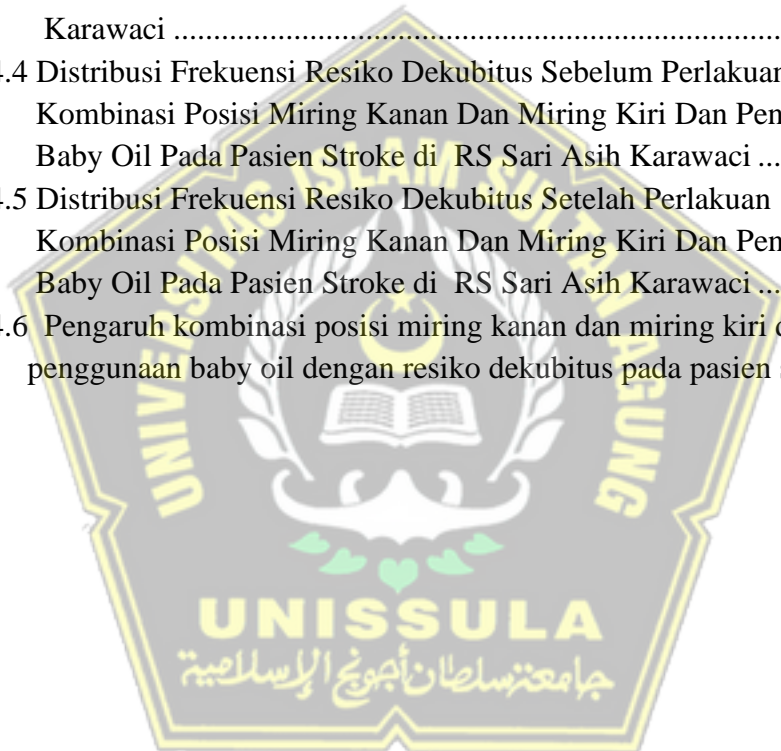 Karawaci ........................................................................
4.4 Distribusi Frekuensi Resiko Dekubitus Sebelum Perlakuan
Kombinasi Posisi Miring Kanan Dan Miring Kiri Dan Pen
Baby Oil Pada Pasien Stroke di RS Sari Asih Karawaci ...
4.5 Distribusi Frekuensi Resiko Dekubitus Setelah Perlakuan
Kombinasi Posisi Miring Kanan Dan Miring Kiri Dan Pen
Baby Oil Pada Pasien Stroke di RS Sari Asih Karawaci ...
4.6 Pengaruh kombinasi posisi miring kanan dan miring kiri d
penggunaan baby oil dengan resiko dekubitus pada pasien s
UNIVERSITAS ISLAM SULTAN AGUNG
UNISSULA
جامعتسلطان أجونج الإسلامية